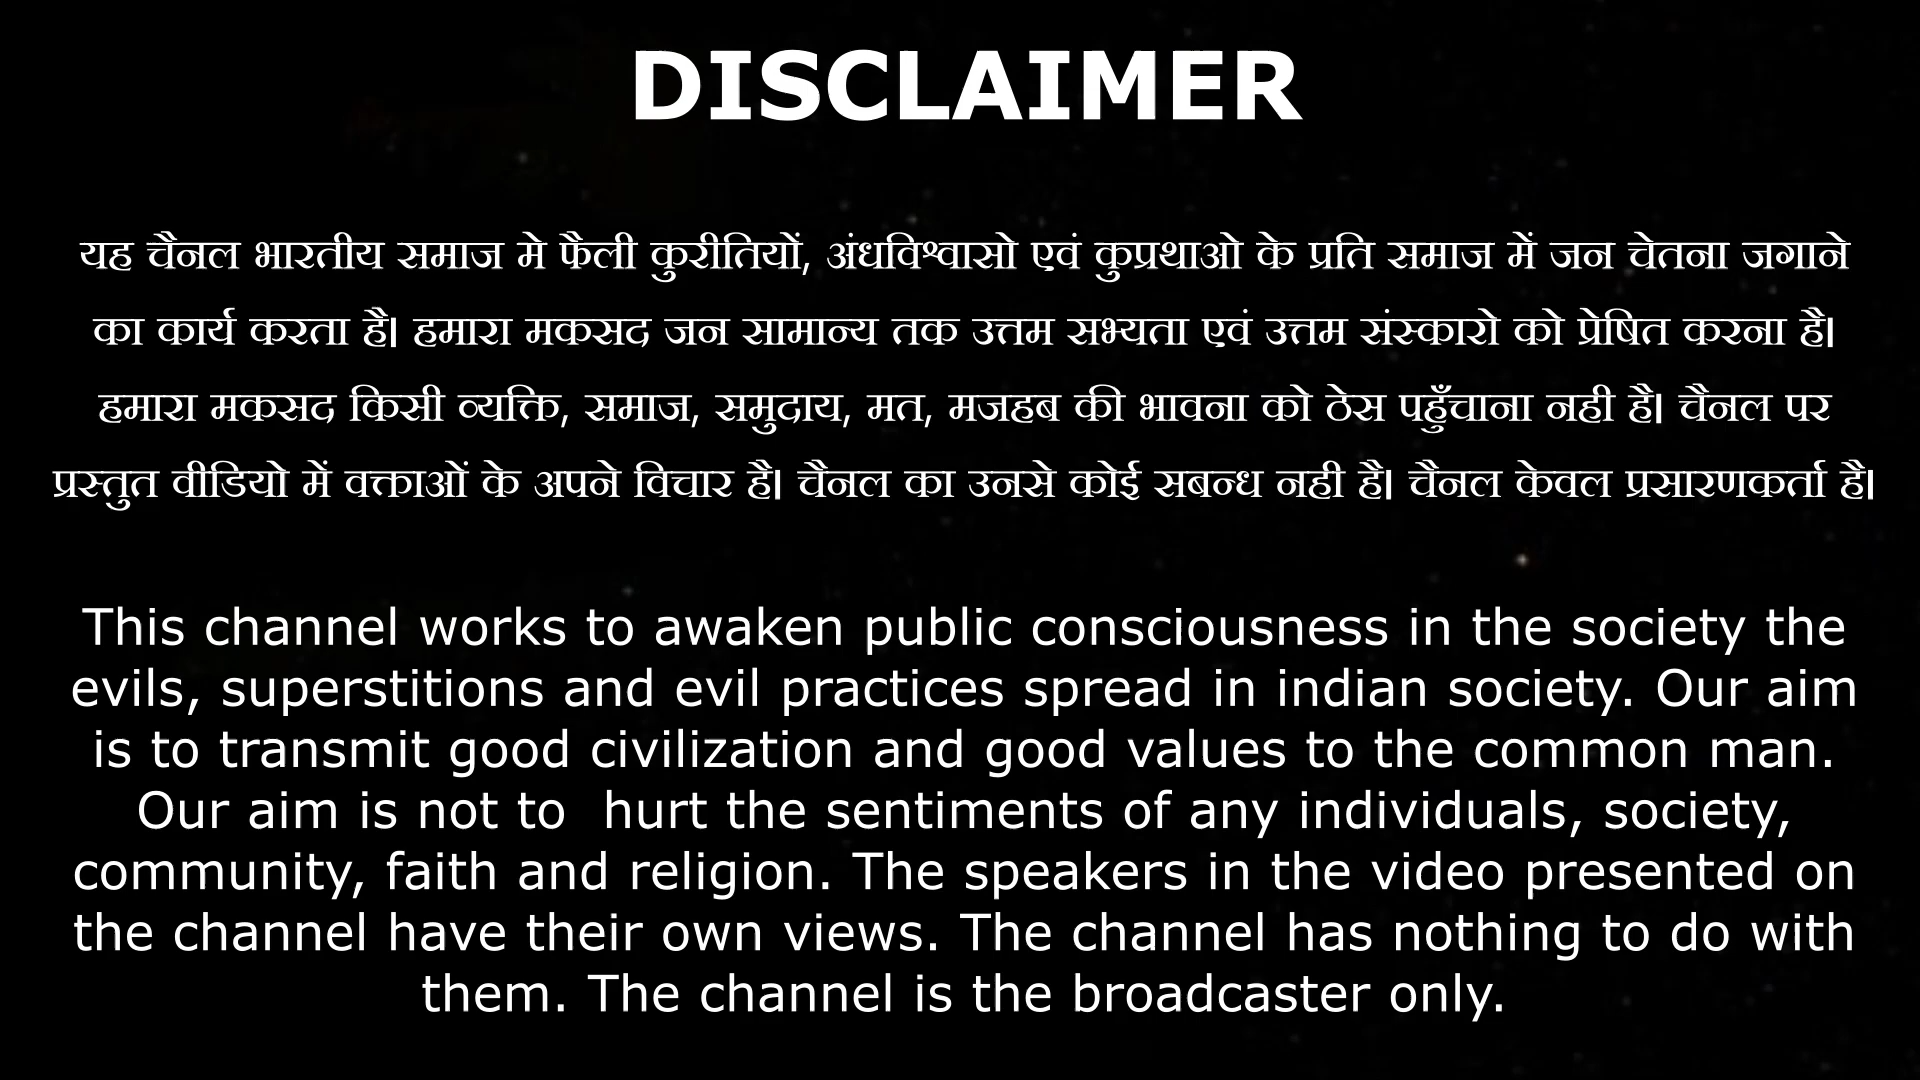 DISCLAIMER
यह चैनल भारतीय समाज मे फैली कुरीतियों, अंधविश्वासो एवं कुप्रथाओ के प्रति समाज में जन चेतना जगाने
का कार्य करता है। हमारा मकसद जन सामान्य तक उत्तम सभ्यता एवं उत्तम संस्कारो को प्रेषित करना है।
हमारा मकसद किसी व्यक्ति, समाज, समुदाय, मत, मजहब की भावना को ठेस पहुँचाना नही है। चैनल पर
प्रस्तुत वीडियो में वक्ताओं के अपने विचार है। चैनल का उनसे कोई सबन्ध नही है। चैनल केवल प्रसारणकर्ता है।
This channel works to awaken public consciousness in the society the
evils, superstitions and evil practices spread in indian society. Our aim
is to transmit good civilization and good values to the common man.
Our aim is not to  hurt the sentiments of any individuals, society,
community, faith and religion. The speakers in the video presented on
the channel have their own views. The channel has nothing to do with
them. The channel is the broadcaster only.